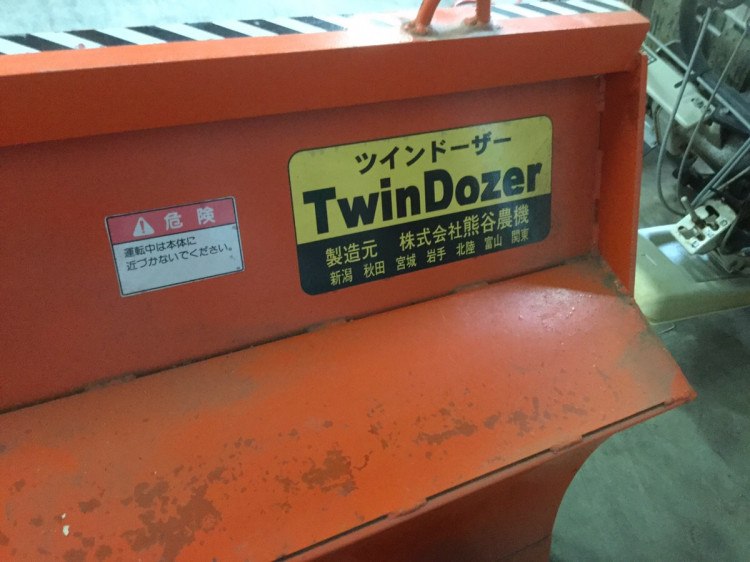 ツインドーザー
TwinDozer
製造元 株式会社熊谷農機
新潟 秋田 宮城 岩手 北陸 富山 関東
危険
運転中は本体に
近づかないでください。